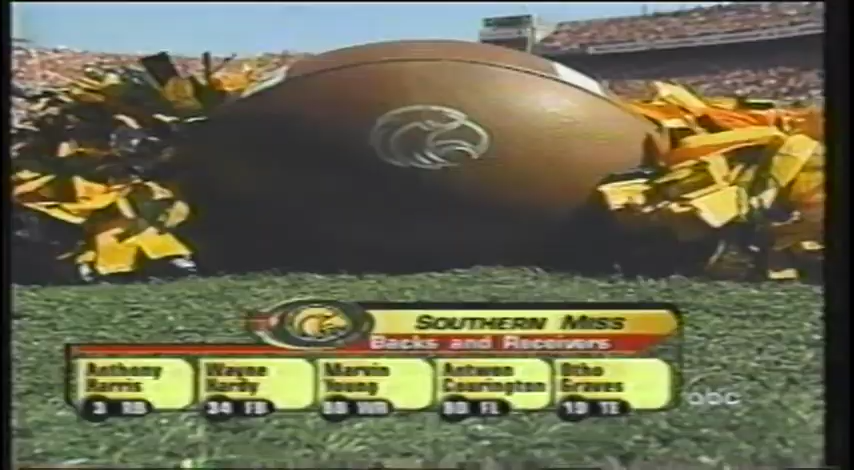 SOUTHERN MISS
Backs and Receivers
Anthony Harris
3 RB
Wayne Hardy
34 FB
Marvin Young
88 WR
Antwon Courington
80 FL
Otho Graves
19 TE
abc